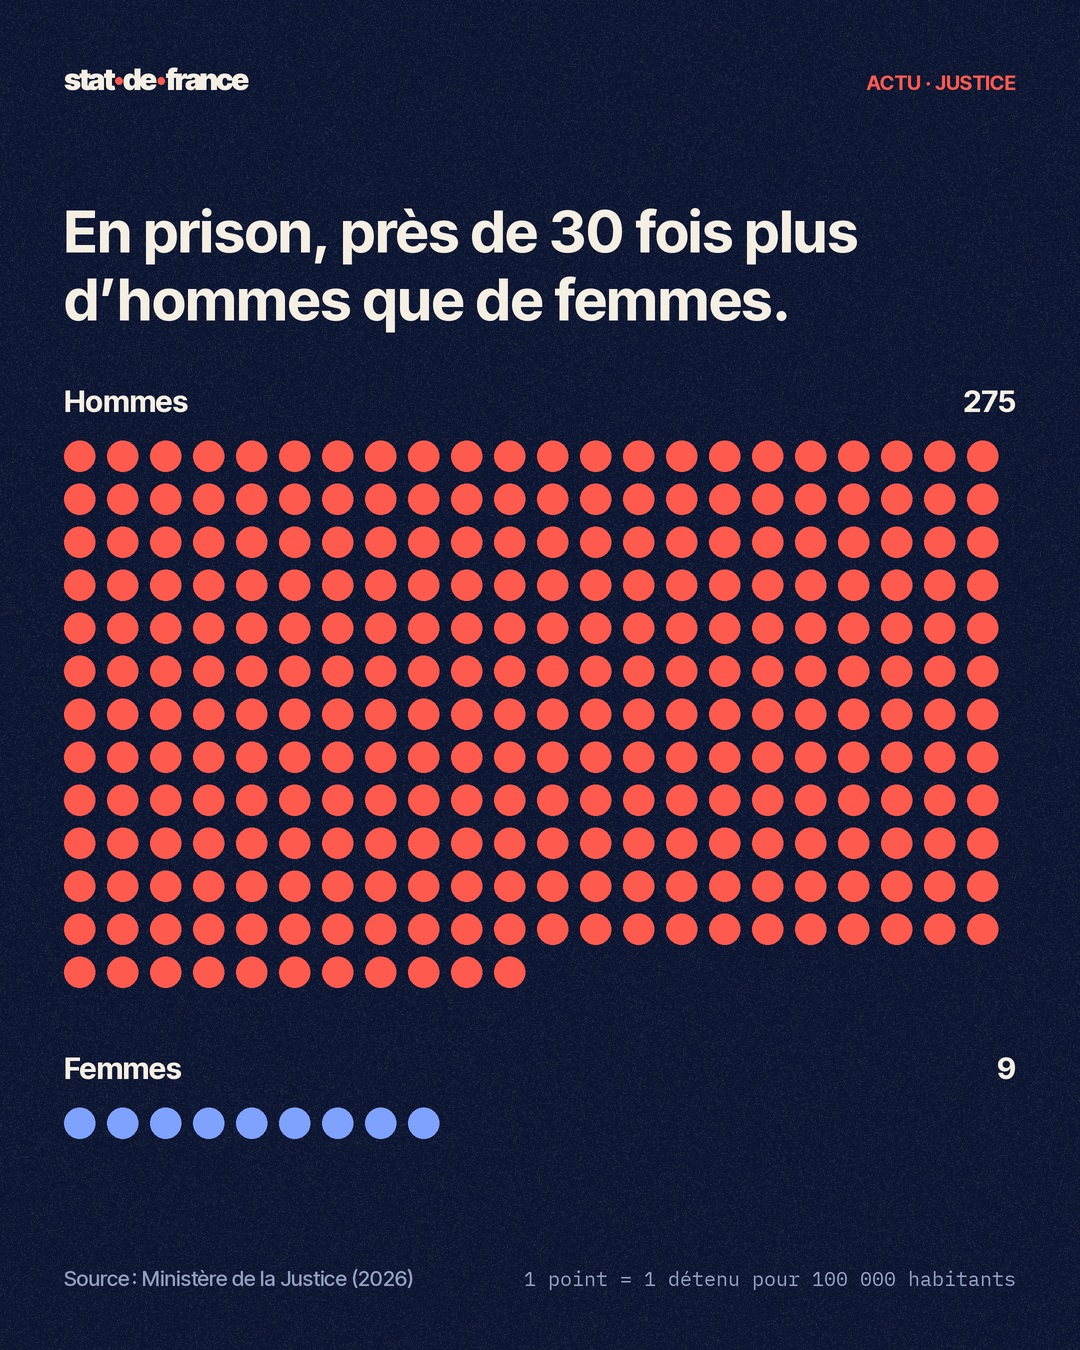 stat•de•france
ACTU · JUSTICE
En prison, près de 30 fois plus
d’hommes que de femmes.
Hommes
275
Femmes
9
Source : Ministère de la Justice (2026)
1 point = 1 détenu pour 100 000 habitants